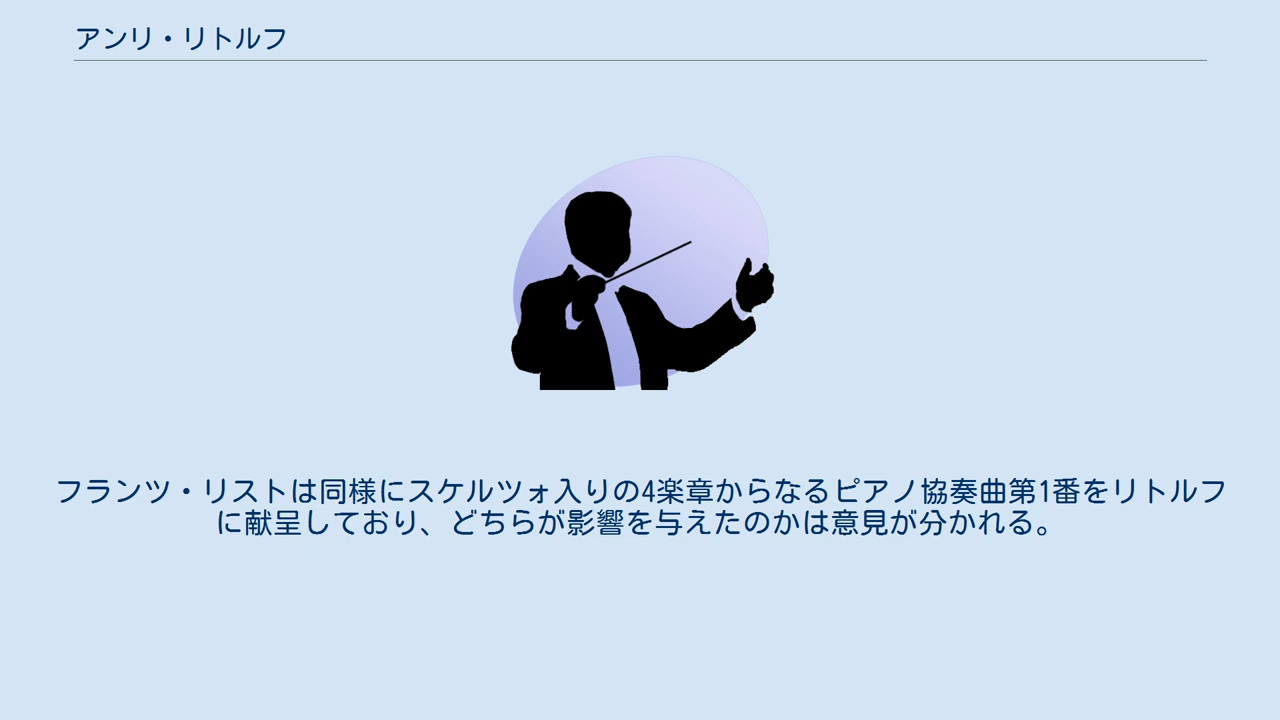 アンリ・リトルフ
フランツ・リストは同様にスケルツォ入りの4楽章からなるピアノ協奏曲第1番をリトルフ
に献呈しており、どちらが影響を与えたのかは意見が分かれる。